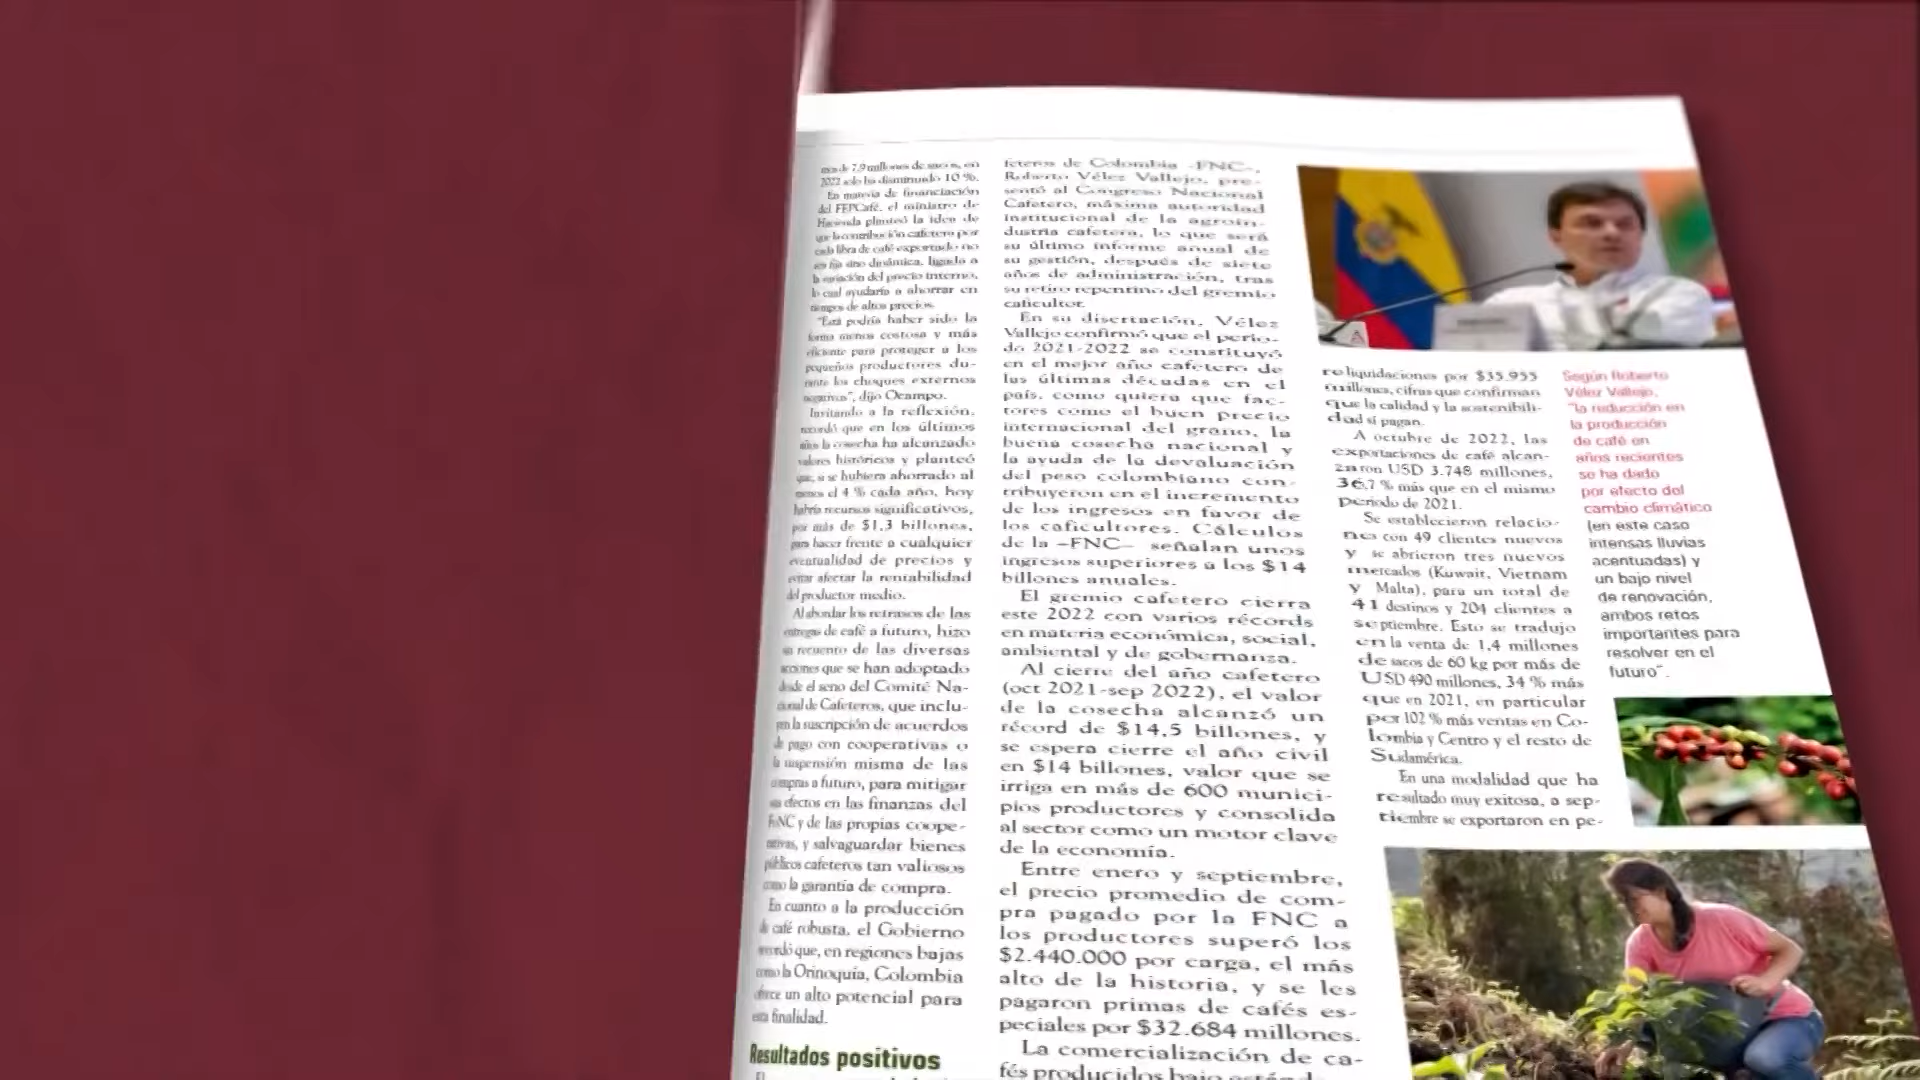 mes de 7,9 millones de sacos, en
2022 solo ha disminuido 10 %.
En materia de financiación
del FEPCafé, el ministro de
Hacienda planteó la idea de
que la contribución cafetera por
cada libra de café exportado no
sea fija sino dinámica, ligada a
la variación del precio interno,
lo cual ayudaría a ahorrar en
tiempos de altos precios.
"Esta podría haber sido la
forma menos costosa y más
eficiente para proteger a los
pequeños productores du-
rante los choques externos
negativos", dijo Ocampo.
Invitando a la reflexión,
recordó que en los últimos
años la cosecha ha alcanzado
valores históricos y planteó
que, si se hubiera ahorrado al
menos el 4 % cada año, hoy
habría recursos significativos,
por más de $1,3 billones,
para hacer frente a cualquier
eventualidad de precios y
evitar afectar la rentabilidad
del productor medio.
Al abordar los retrasos de las
entregas de café a futuro, hizo
un recuento de las diversas
acciones que se han adoptado
desde el seno del Comité Na-
cional de Cafeteros, que inclu-
yen la suscripción de acuerdos
de pago con cooperativas o
la suspensión misma de las
compras a futuro, para mitigar
sus efectos en las finanzas del
FoNC y de las propias coope-
rativas, y salvaguardar bienes
públicos cafeteros tan valiosos
como la garantía de compra.
En cuanto a la producción
de café robusta, el Gobierno
recordó que, en regiones bajas
como la Orinoquía, Colombia
ofrece un alto potencial para
esta finalidad.
Resultados positivos
El
feteros de Colombia -FNC-,
Roberto Vélez Vallejo, pre-
sentó al Congreso Nacional
Cafetero, máxima autoridad
institucional de la agroin-
dustria cafetera, lo que será
su último informe anual de
su gestión, después de siete
años de administración, tras
su retiro repentino del gremio
caficultor.
En su disertación, Vélez
Vallejo confirmó que el perio-
do 2021-2022 se constituyó
en el mejor año cafetero de
las últimas décadas en el
país, como quiera que fac-
tores como el buen precio
internacional del grano, la
buena cosecha nacional y
la ayuda de la devaluación
del peso colombiano con-
tribuyeron en el incremento
de los ingresos en favor de
los caficultores. Cálculos
de la –FNC– señalan unos
ingresos superiores a los $14
billones anuales.
El gremio cafetero cierra
este 2022 con varios récords
en materia económica, social,
ambiental y de gobernanza.
Al cierre del año cafetero
(oct 2021-sep 2022), el valor
de la cosecha alcanzó un
récord de $14,5 billones, y
se espera cierre el año civil
en $14 billones, valor que se
irriga en más de 600 munici-
pios productores y consolida
al sector como un motor clave
de la economía.
Entre enero y septiembre,
el precio promedio de com-
pra pagado por la FNC a
los productores superó los
$2.440.000 por carga, el más
alto de la historia, y se les
pagaron primas de cafés es-
peciales por $32.684 millones.
La comercialización de ca-
fés producidos bajo
reliquidaciones por $35.955
millones, cifras que confirman
que la calidad y la sostenibili-
dad sí pagan.
A octubre de 2022, las
exportaciones de café alcan-
zaron USD 3.748 millones,
36,7 % más que en el mismo
periodo de 2021.
Se establecieron relacio-
nes con 49 clientes nuevos
y se abrieron tres nuevos
mercados (Kuwait, Vietnam
y Malta), para un total de
41 destinos y 204 clientes a
septiembre. Esto se tradujo
en la venta de 1,4 millones
de sacos de 60 kg por más de
USD 490 millones, 34 % más
que en 2021, en particular
por 102 % más ventas en Co-
lombia y Centro y el resto de
Sudamérica.
En una modalidad que ha
resultado muy exitosa, a sep-
tiembre se exportaron en pe-
Según Roberto
Vélez Vallejo,
"la reducción en
la producción
de café en
años recientes
se ha dado
por efecto del
cambio climático
(en este caso
intensas lluvias
acentuadas) y
un bajo nivel
de renovación,
ambos retos
importantes para
resolver en el
futuro".